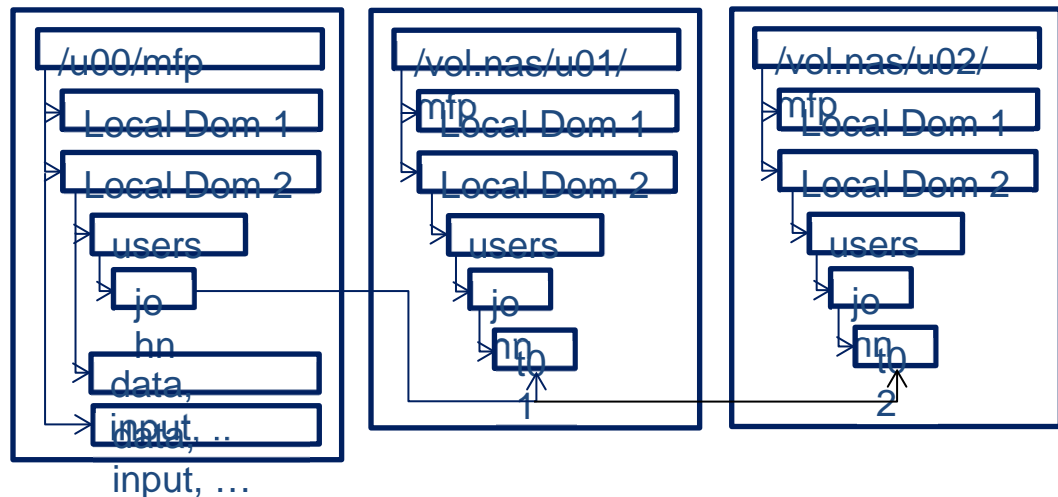 /u00/mfp
Local Dom 1
Local Dom 2
users
jo
hn
data,
input, ..
data,
input, …
/vol.nas/u01/
mfp
Local Dom 1
Local Dom 2
users
jo
hn
t0
1
/vol.nas/u02/
mfp
Local Dom 1
Local Dom 2
users
jo
hn
t0
2